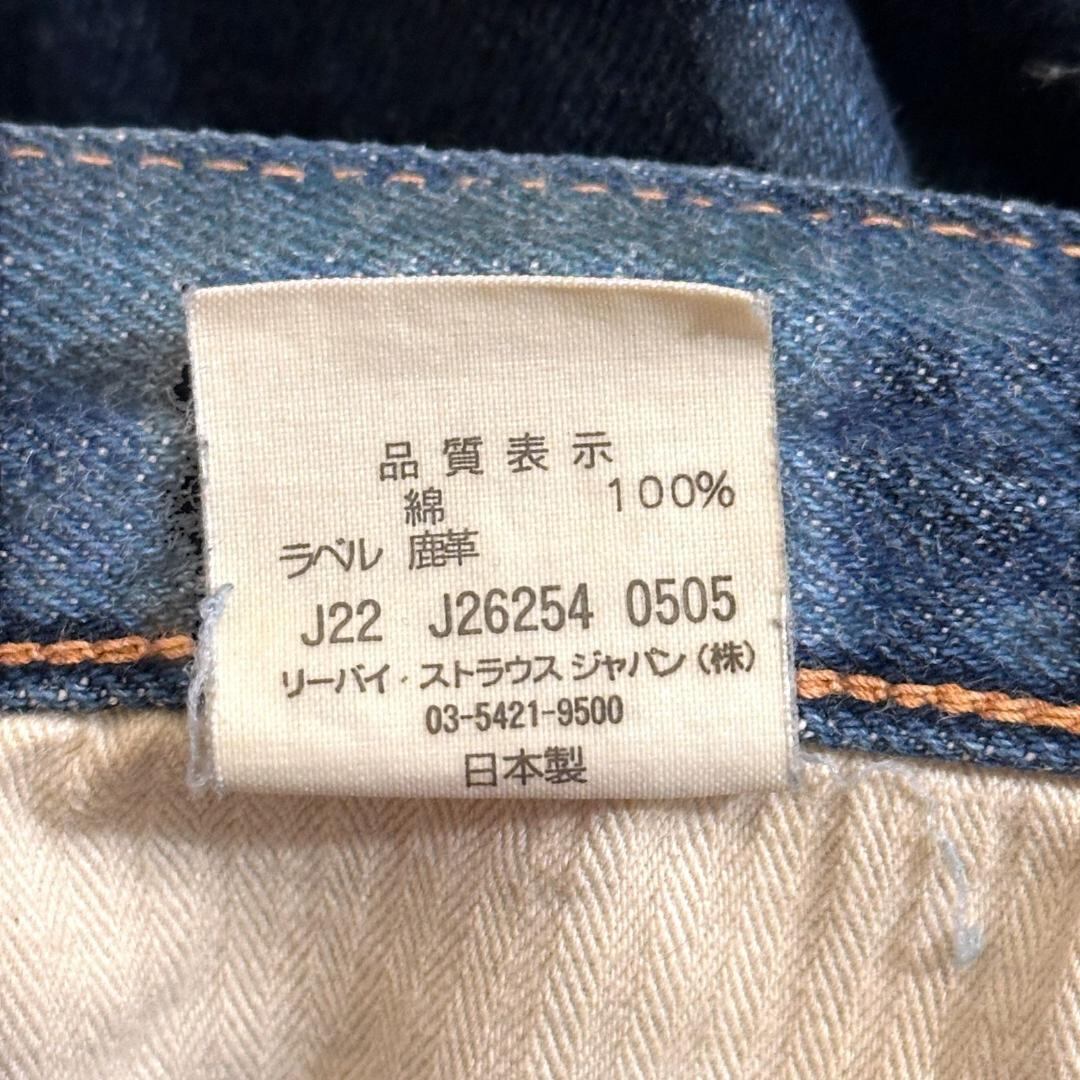 品質表示
綿 100%
ラベル 鹿革
J22 J26254 0505
リーバイ・ストラウス ジャパン(株)
03-5421-9500
日本製